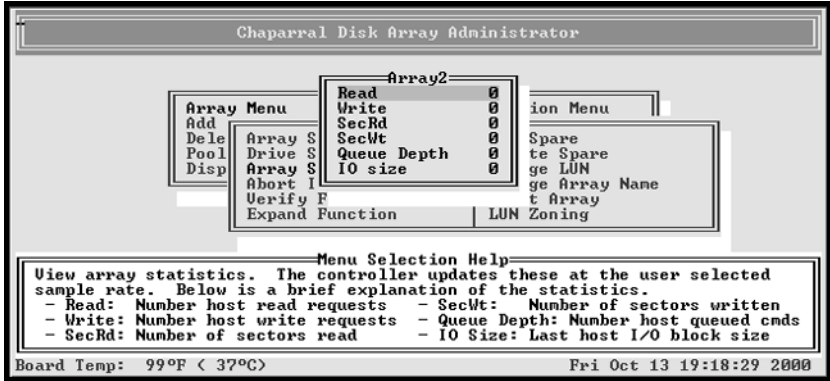 Chaparral Disk Array Administrator
Array2
Read 0
Array Menu Write 0 ion Menu
Add SecRd 0
Dele Array S SecWt 0 Spare
Pool Drive S Queue Depth 0 te Spare
Disp Array S IO size 0 ge LUN
Abort I ge Array Name
Verify F t Array
Expand Function LUN Zoning
Menu Selection Help
View array statistics. The controller updates these at the user selected
sample rate. Below is a brief explanation of the statistics.
- Read: Number host read requests - SecWt: Number of sectors written
- Write: Number host write requests - Queue Depth: Number host queued cmds
- SecRd: Number of sectors read - IO Size: Last host I/O block size
Board Temp: 99ºF ( 37ºC) Fri Oct 13 19:18:29 2000